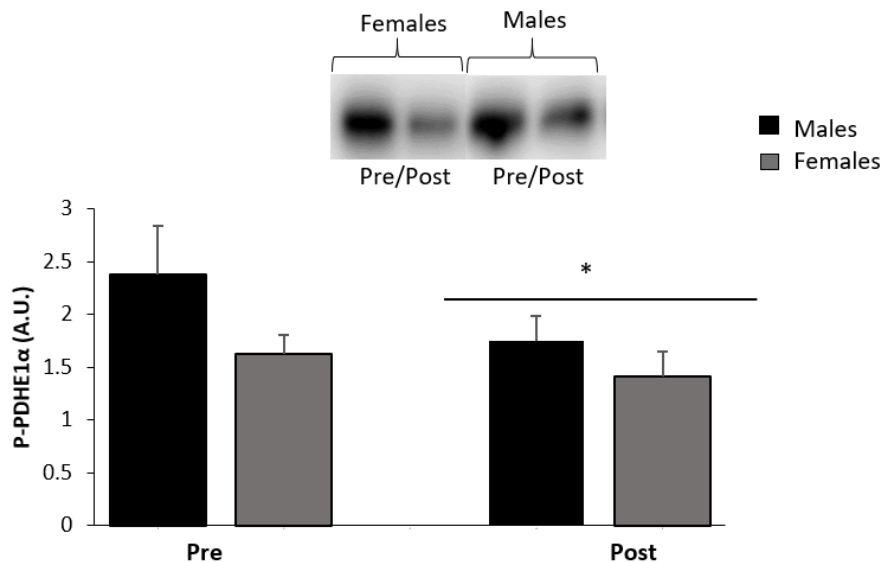 Females
Males
Pre/Post
Pre/Post
Males
Females
P-PDHE1α (A.U.)
3
2.5
2
1.5
1
0.5
0
*
Pre
Post